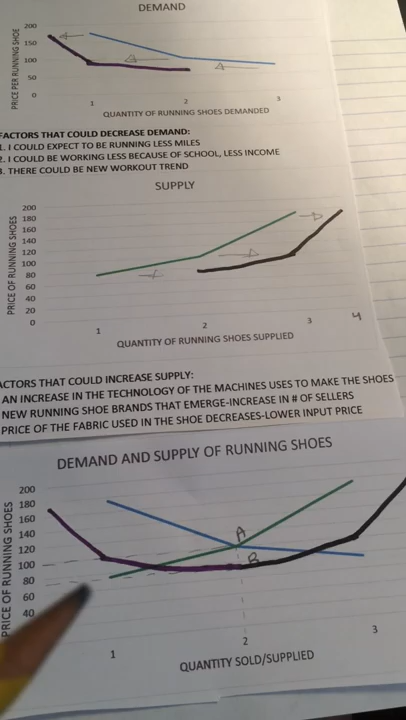 DEMAND
PRICE PER RUNNING SHOE
200
150
100
50
0
1 2 3
QUANTITY OF RUNNING SHOES DEMANDED
FACTORS THAT COULD DECREASE DEMAND:
1. I COULD EXPECT TO BE RUNNING LESS MILES
2. I COULD BE WORKING LESS BECAUSE OF SCHOOL, LESS INCOME
3. THERE COULD BE NEW WORKOUT TREND
SUPPLY
PRICE OF RUNNING SHOES
200
180
160
140
120
100
80
60
40
20
0
1 2 3 4
QUANTITY OF RUNNING SHOES SUPPLIED
ACTORS THAT COULD INCREASE SUPPLY:
AN INCREASE IN THE TECHNOLOGY OF THE MACHINES USES TO MAKE THE SHOES
NEW RUNNING SHOE BRANDS THAT EMERGE-INCREASE IN # OF SELLERS
PRICE OF THE FABRIC USED IN THE SHOE DECREASES-LOWER INPUT PRICE
DEMAND AND SUPPLY OF RUNNING SHOES
PRICE OF RUNNING SHOES
200
180
160
140
120
100
80
60
40
A
B
1 2 3
QUANTITY SOLD/SUPPLIED